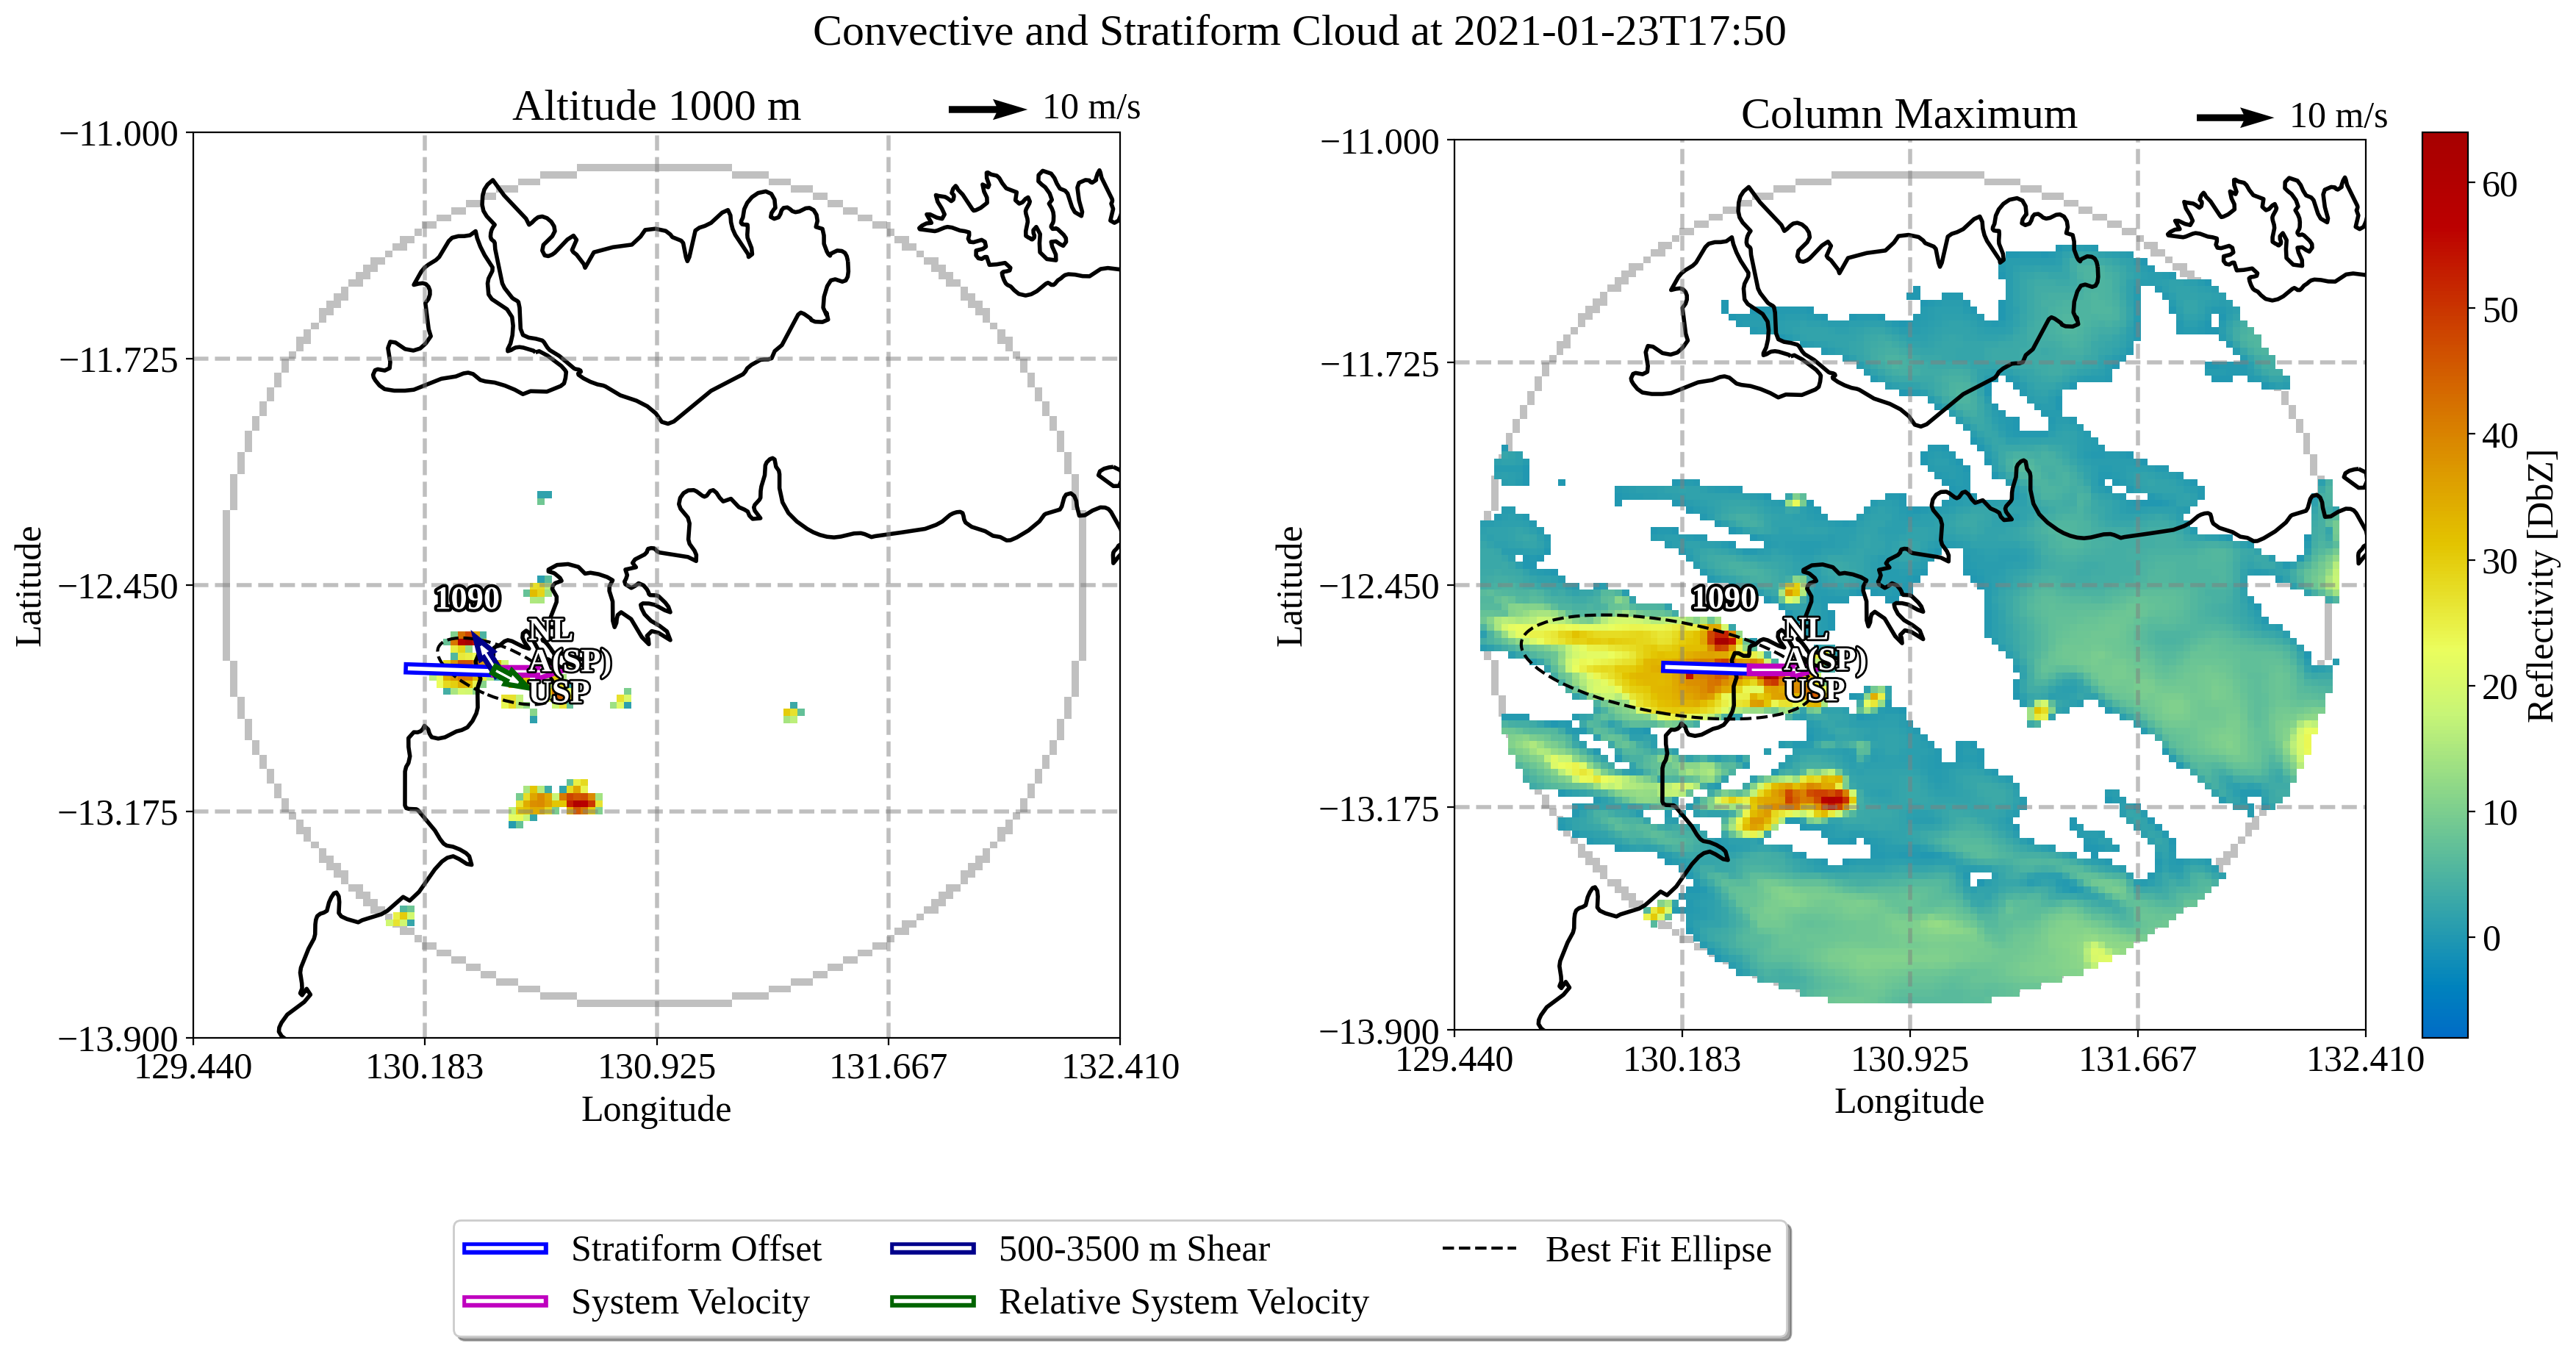 Convective and Stratiform Cloud at 2021-01-23T17:50
Altitude 1000 m
10 m/s
−11.000
−11.725
−12.450
−13.175
−13.900
Latitude
129.440
130.183
130.925
131.667
132.410
Longitude
1090
NL
A(SP)
USP
Column Maximum
10 m/s
−11.000
−11.725
−12.450
−13.175
−13.900
Latitude
129.440
130.183
130.925
131.667
132.410
Longitude
1090
NL
A(SP)
USP
60
50
40
30
20
10
0
Reflectivity [DbZ]
Stratiform Offset
System Velocity
500-3500 m Shear
Relative System Velocity
Best Fit Ellipse